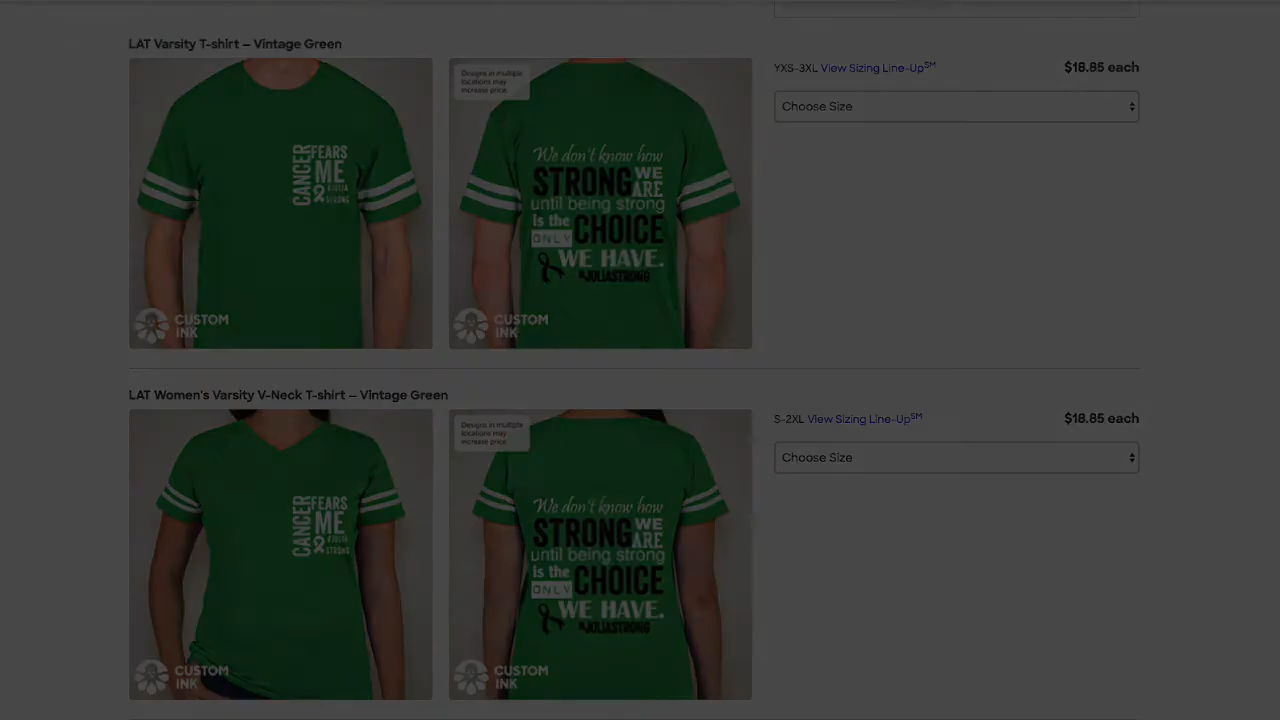 LAT Varsity T-shirt – Vintage Green
CANCER
FEARS
ME
#JULIA
STRONG
CUSTOM
INK
Designs in multiple
locations may
increase price.
We don't know how
STRONG WE
ARE
until being strong
is the
ONLY CHOICE
WE HAVE.
#JULIASTRONG
CUSTOM
INK
YXS-3XL View Sizing Line-Up℠ $18.85 each
Choose Size
LAT Women's Varsity V-Neck T-shirt – Vintage Green
CANCER
FEARS
ME
#JULIA
STRONG
CUSTOM
INK
Designs in multiple
locations may
increase price.
We don't know how
STRONG WE
ARE
until being strong
is the
ONLY CHOICE
WE HAVE.
#JULIASTRONG
CUSTOM
INK
S-2XL View Sizing Line-Up℠ $18.85 each
Choose Size